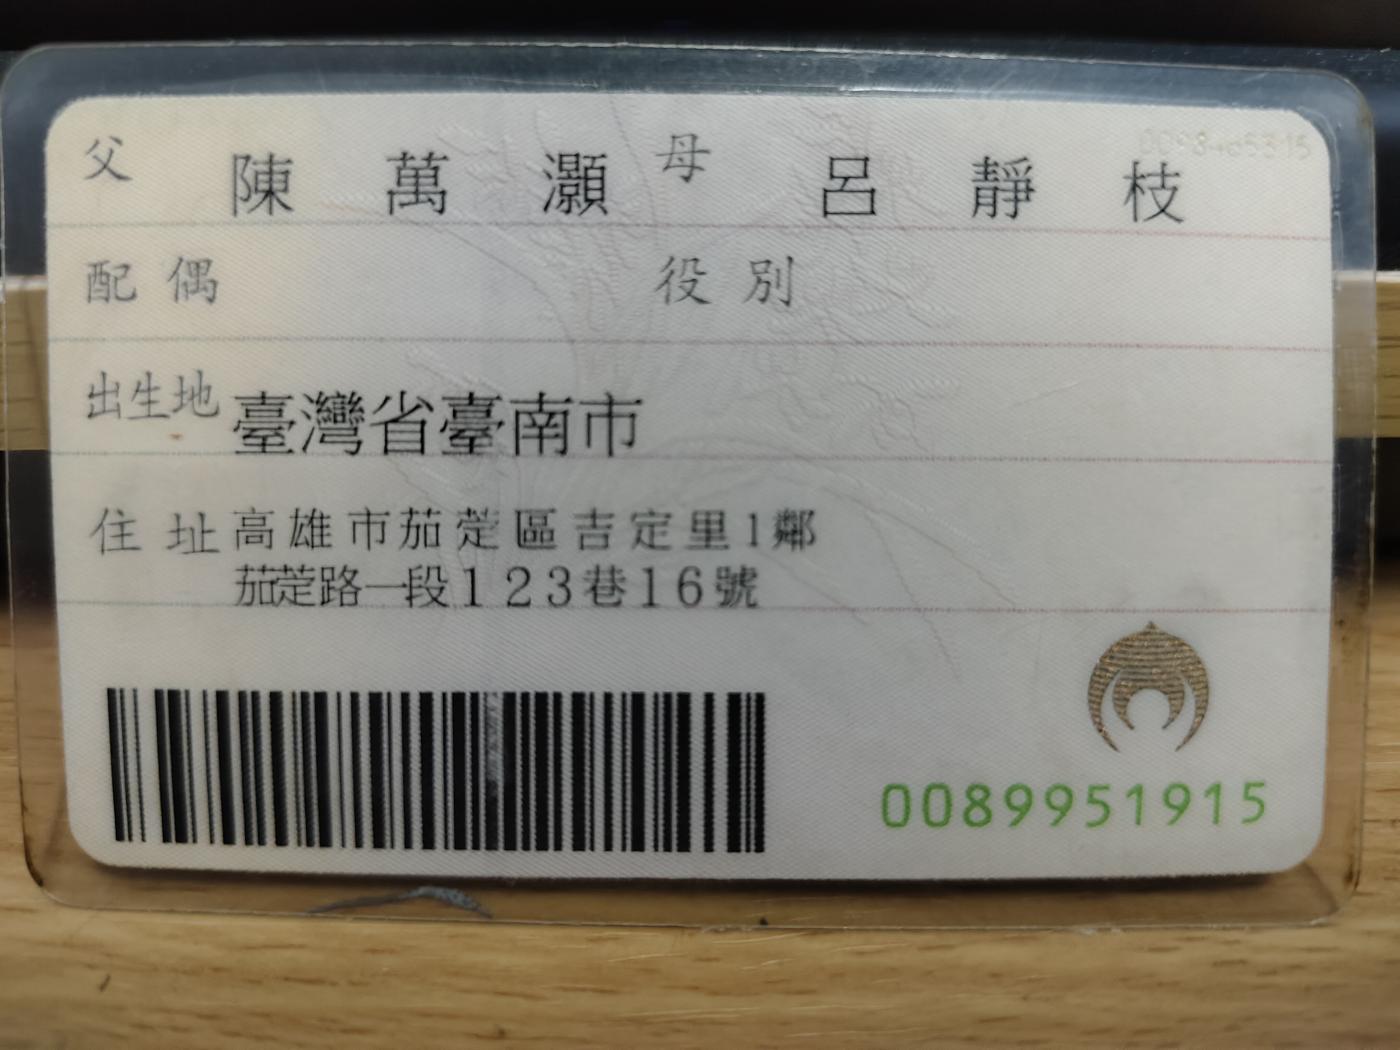 父 陳萬灝 母 呂靜枝
配偶 役別
出生地 臺灣省臺南市
住址 高雄市茄萣區吉定里1鄰
茄萣路一段123巷16號
0089951915